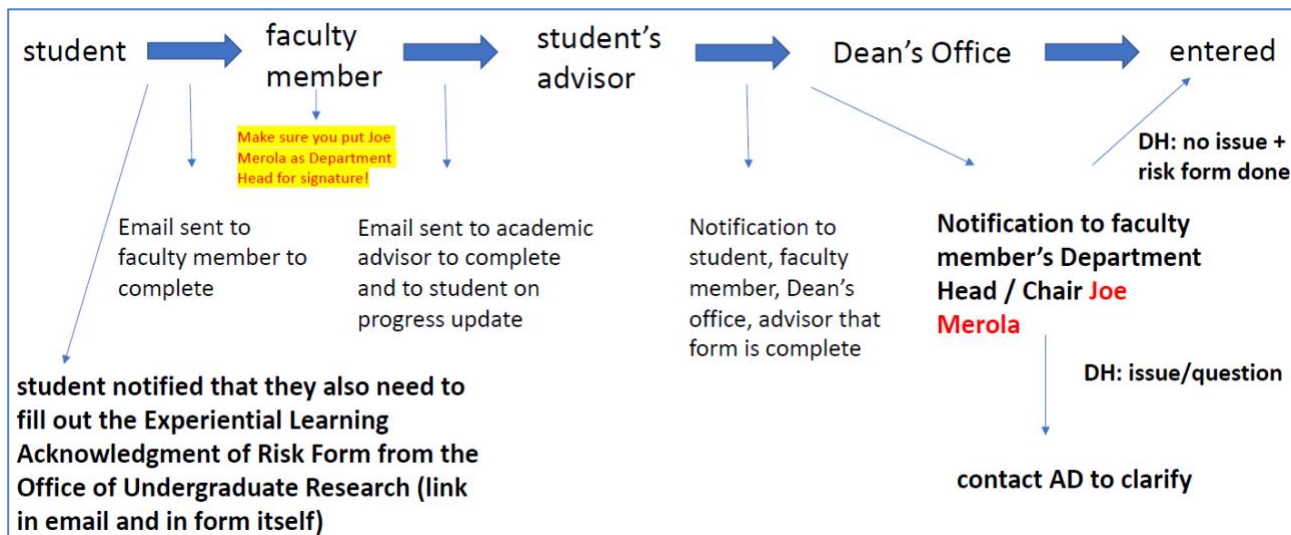 student
faculty
member
student's
advisor
Dean's Office
entered
Make sure you put Joe
Merola as Department
Head for signature!
DH: no issue +
risk form done
Email sent to
faculty member to
complete
Email sent to academic
advisor to complete
and to student on
progress update
Notification to
student, faculty
member, Dean's
office, advisor that
form is complete
Notification to faculty
member's Department
Head / Chair Joe
Merola
DH: issue/question
student notified that they also need to
fill out the Experiential Learning
Acknowledgment of Risk Form from the
Office of Undergraduate Research (link
in email and in form itself)
contact AD to clarify